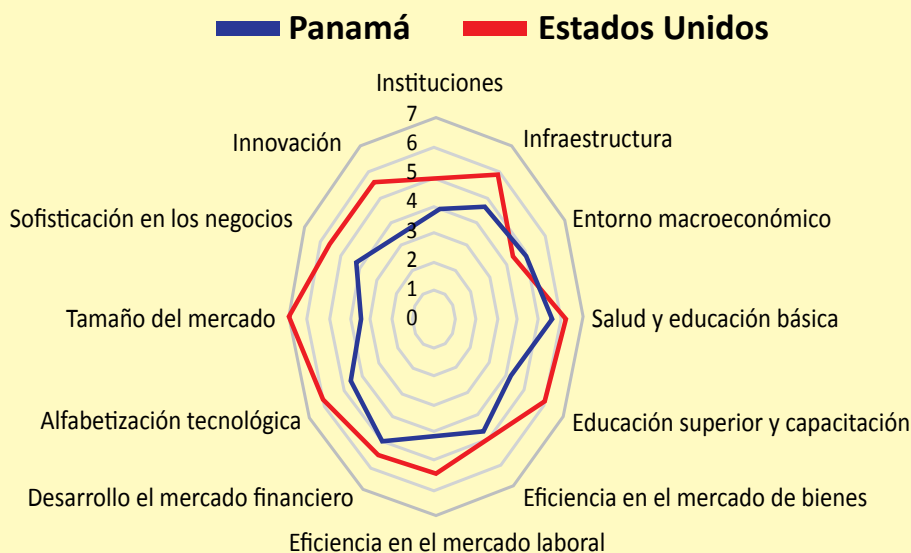 Panamá Estados Unidos
Instituciones
7
6
5
4
3
2
1
0
Infraestructura
Entorno macroeconómico
Salud y educación básica
Educación superior y capacitación
Eficiencia en el mercado de bienes
Eficiencia en el mercado laboral
Desarrollo el mercado financiero
Alfabetización tecnológica
Tamaño del mercado
Sofisticación en los negocios
Innovación